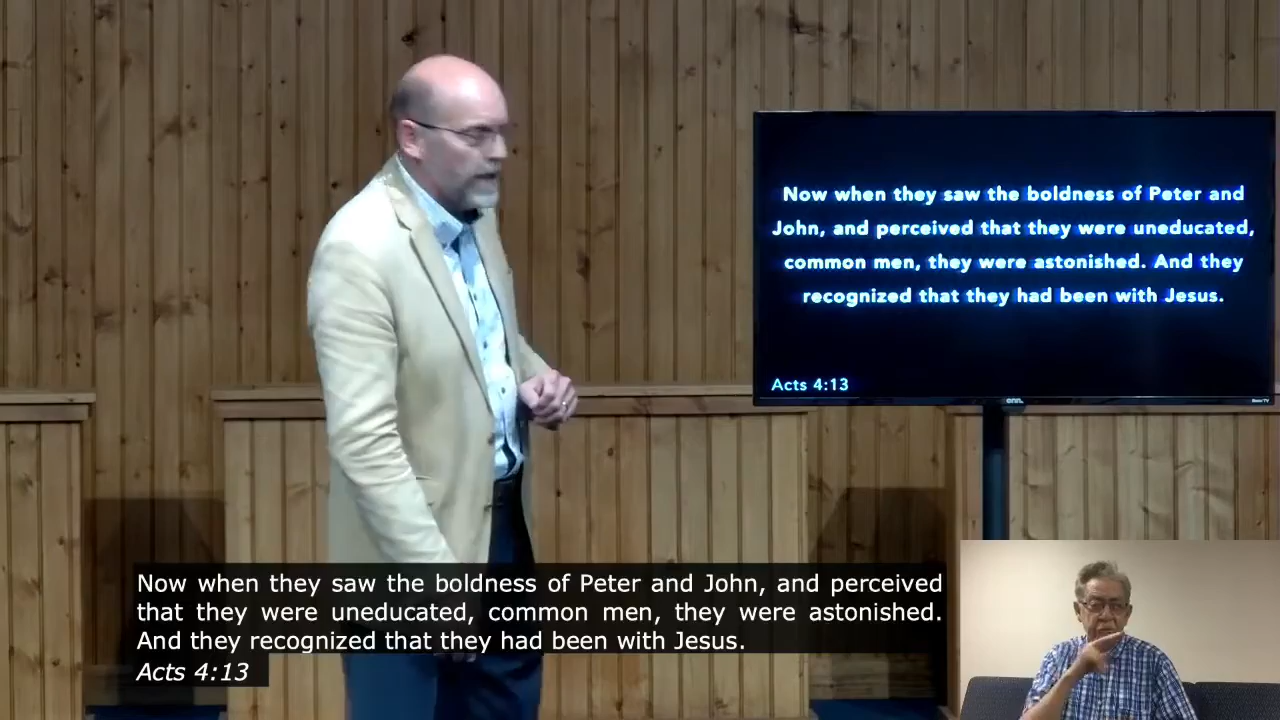 Now when they saw the boldness of Peter and
John, and perceived that they were uneducated,
common men, they were astonished. And they
recognized that they had been with Jesus.
Acts 4:13
onn.
Roku TV
Now when they saw the boldness of Peter and John, and perceived
that they were uneducated, common men, they were astonished.
And they recognized that they had been with Jesus.
Acts 4:13